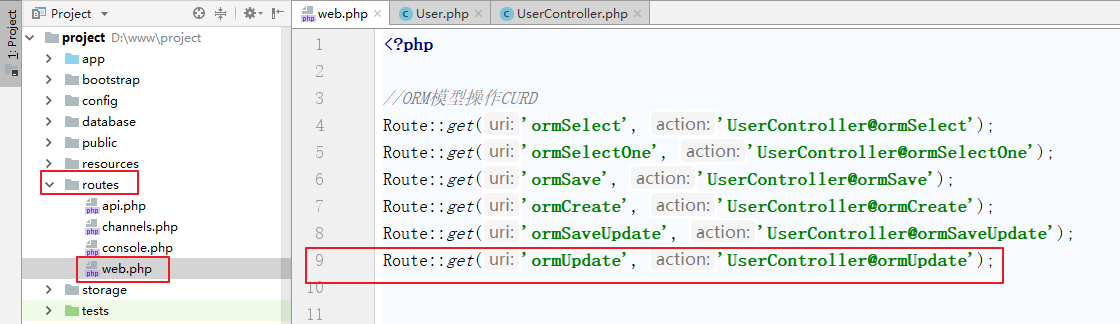 1: Project
Project
project D:\www\project
app
bootstrap
config
database
public
resources
routes
api.php
channels.php
console.php
web.php
storage
tests
web.php User.php UserController.php
1 <?php
2
3 //ORM模型操作CURD
4 Route::get( uri: 'ormSelect', action: 'UserController@ormSelect');
5 Route::get( uri: 'ormSelectOne', action: 'UserController@ormSelectOne');
6 Route::get( uri: 'ormSave', action: 'UserController@ormSave');
7 Route::get( uri: 'ormCreate', action: 'UserController@ormCreate');
8 Route::get( uri: 'ormSaveUpdate', action: 'UserController@ormSaveUpdate');
9 Route::get( uri: 'ormUpdate', action: 'UserController@ormUpdate');
10
11